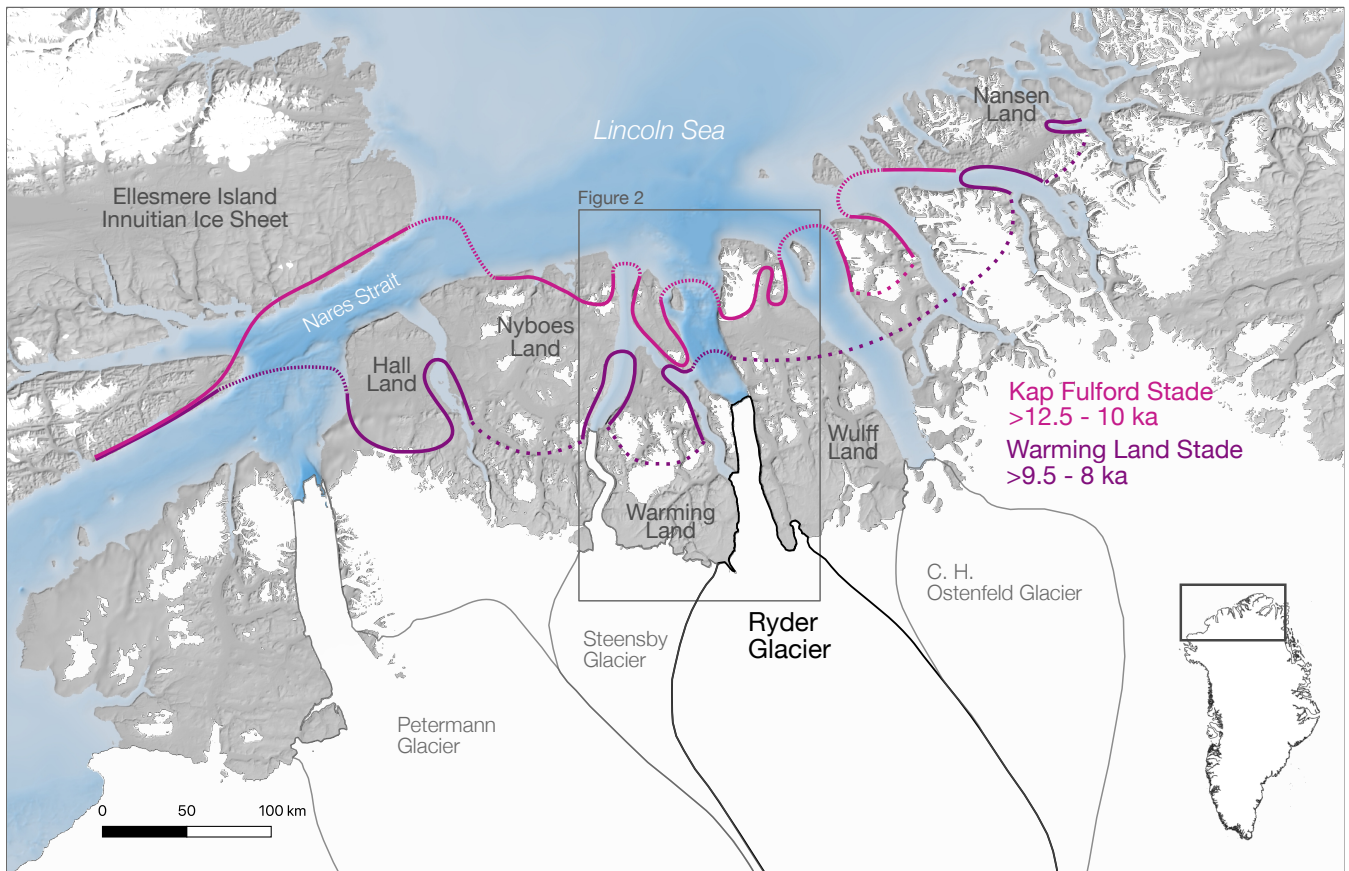 Nansen
Land
Lincoln Sea
Ellesmere Island
Innuitian Ice Sheet
Figure 2
Nares Strait
Nyboes
Land
Hall
Land
Kap Fulford Stade
>12.5 - 10 ka
Warming Land Stade
>9.5 - 8 ka
Wulff
Land
Warming
Land
C. H.
Ostenfeld Glacier
Ryder
Glacier
Steensby
Glacier
Petermann
Glacier
0 50 100 km